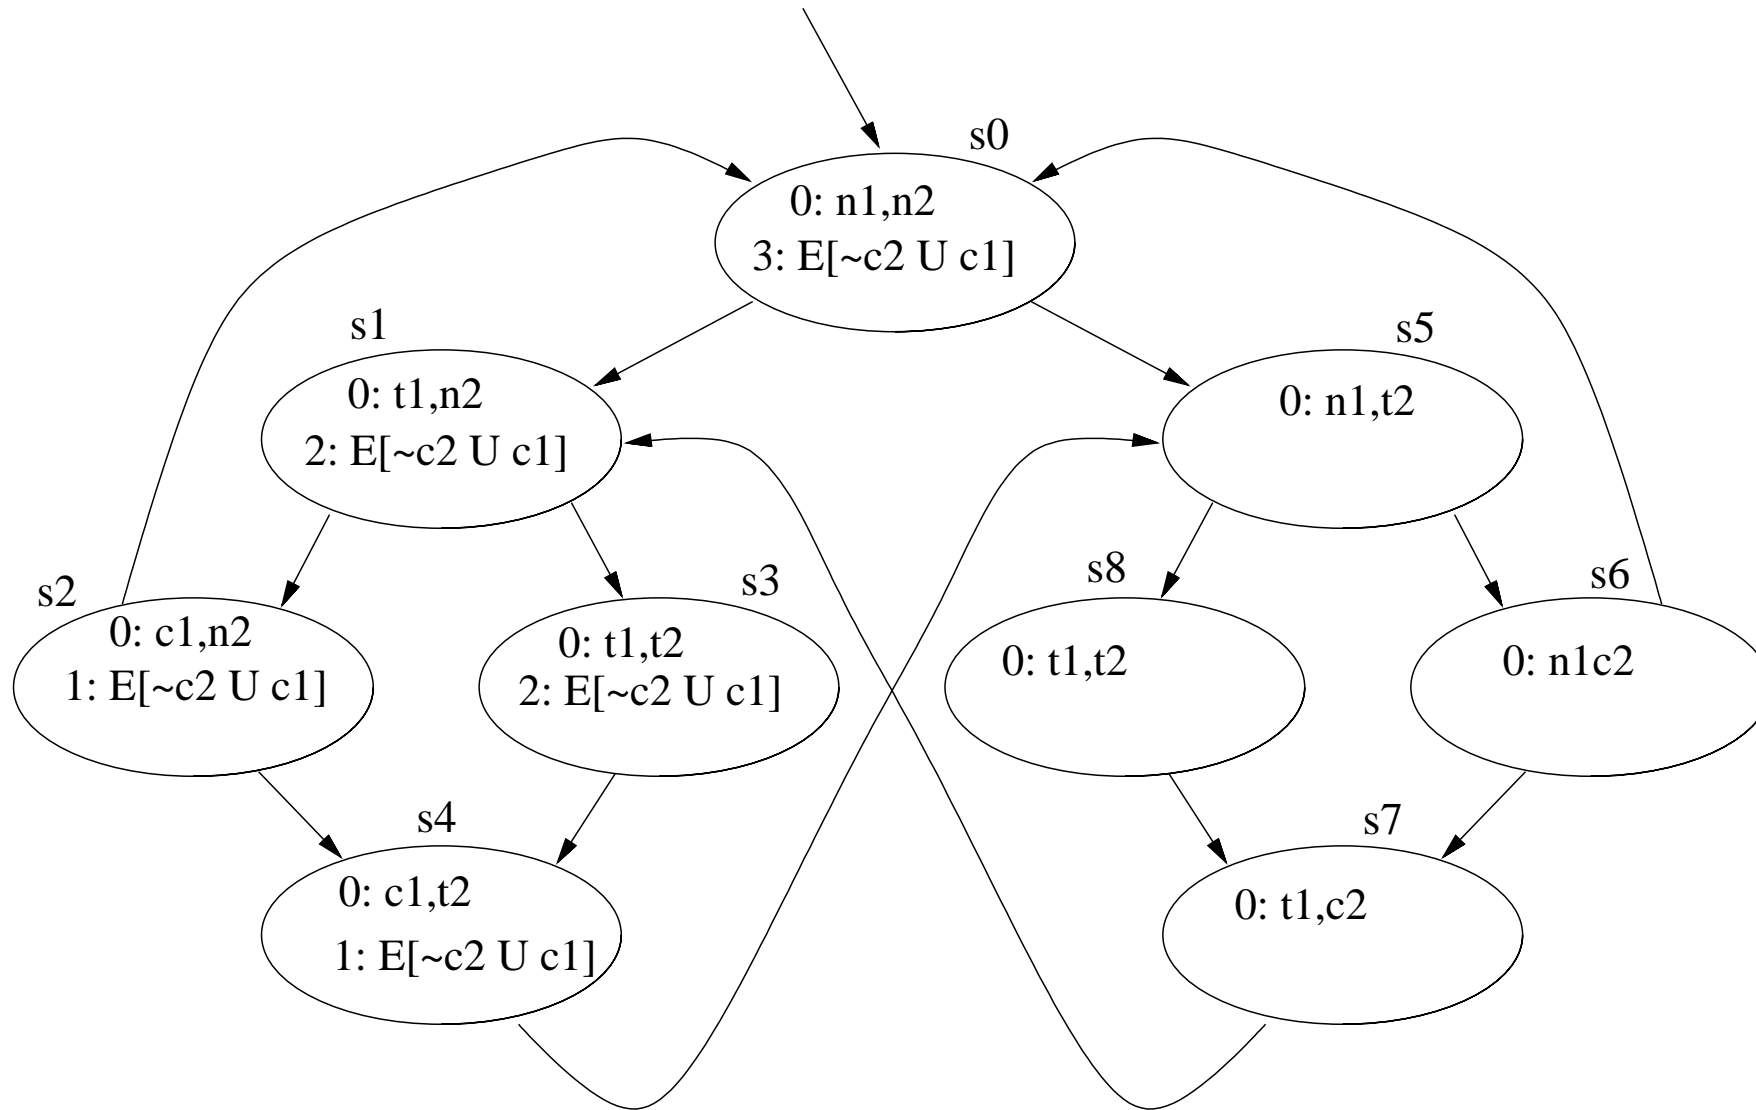 s0
0: n1,n2
3: E[~c2 U c1]
s1
0: t1,n2
2: E[~c2 U c1]
s5
0: n1,t2
s2
0: c1,n2
1: E[~c2 U c1]
s3
0: t1,t2
2: E[~c2 U c1]
s8
0: t1,t2
s6
0: n1c2
s4
0: c1,t2
1: E[~c2 U c1]
s7
0: t1,c2